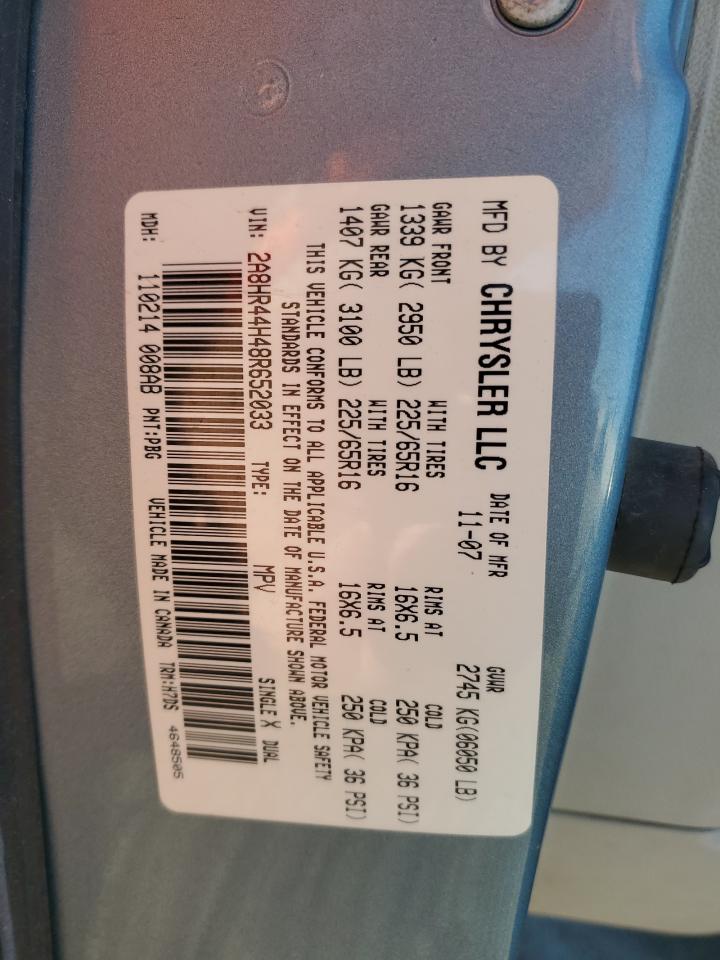 MFD BY CHRYSLER LLC DATE OF MFR GVWR
11-07 2745 KG(06050 LB)
GAWR FRONT WITH TIRES RIMS AT COLD
1339 KG( 2950 LB) 225/65R16 16X6.5 250 KPA( 36 PSI)
GAWR REAR WITH TIRES RIMS AT COLD
1407 KG( 3100 LB) 225/65R16 16X6.5 250 KPA( 36 PSI)
THIS VEHICLE CONFORMS TO ALL APPLICABLE U.S.A. FEDERAL MOTOR VEHICLE SAFETY
STANDARDS IN EFFECT ON THE DATE OF MANUFACTURE SHOWN ABOVE.
VIN: 2A8HR44H48R652033 TYPE: MPV SINGLE X DUAL
MDH: 110214 008AB PNT:PBG VEHICLE MADE IN CANADA TRM:H7DS 4648505